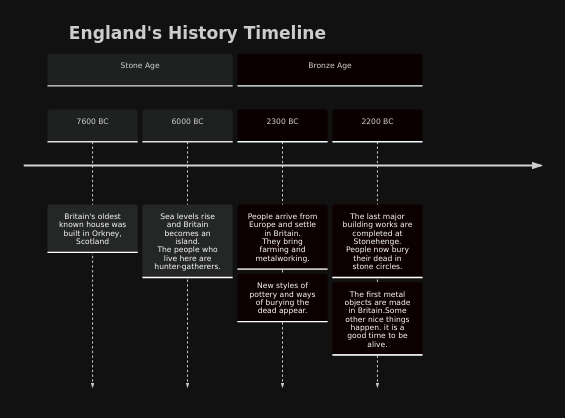 England's History Timeline
Stone Age
Bronze Age
7600 BC
6000 BC
2300 BC
2200 BC
Britain's oldest
known house was
built in Orkney,
Scotland
Sea levels rise
and Britain
becomes an
island.
The people who
live here are
hunter-gatherers.
People arrive from
Europe and settle
in Britain.
They bring
farming and
metalworking.
New styles of
pottery and ways
of burying the
dead appear.
The last major
building works are
completed at
Stonehenge.
People now bury
their dead in
stone circles.
The first metal
objects are made
in Britain.Some
other nice things
happen. it is a
good time to be
alive.